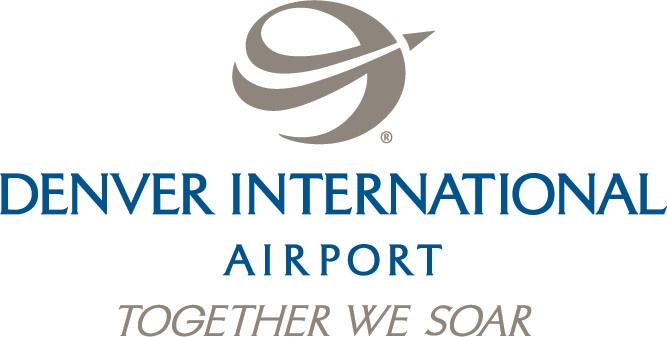 ®
DENVER INTERNATIONAL
AIRPORT
TOGETHER WE SOAR